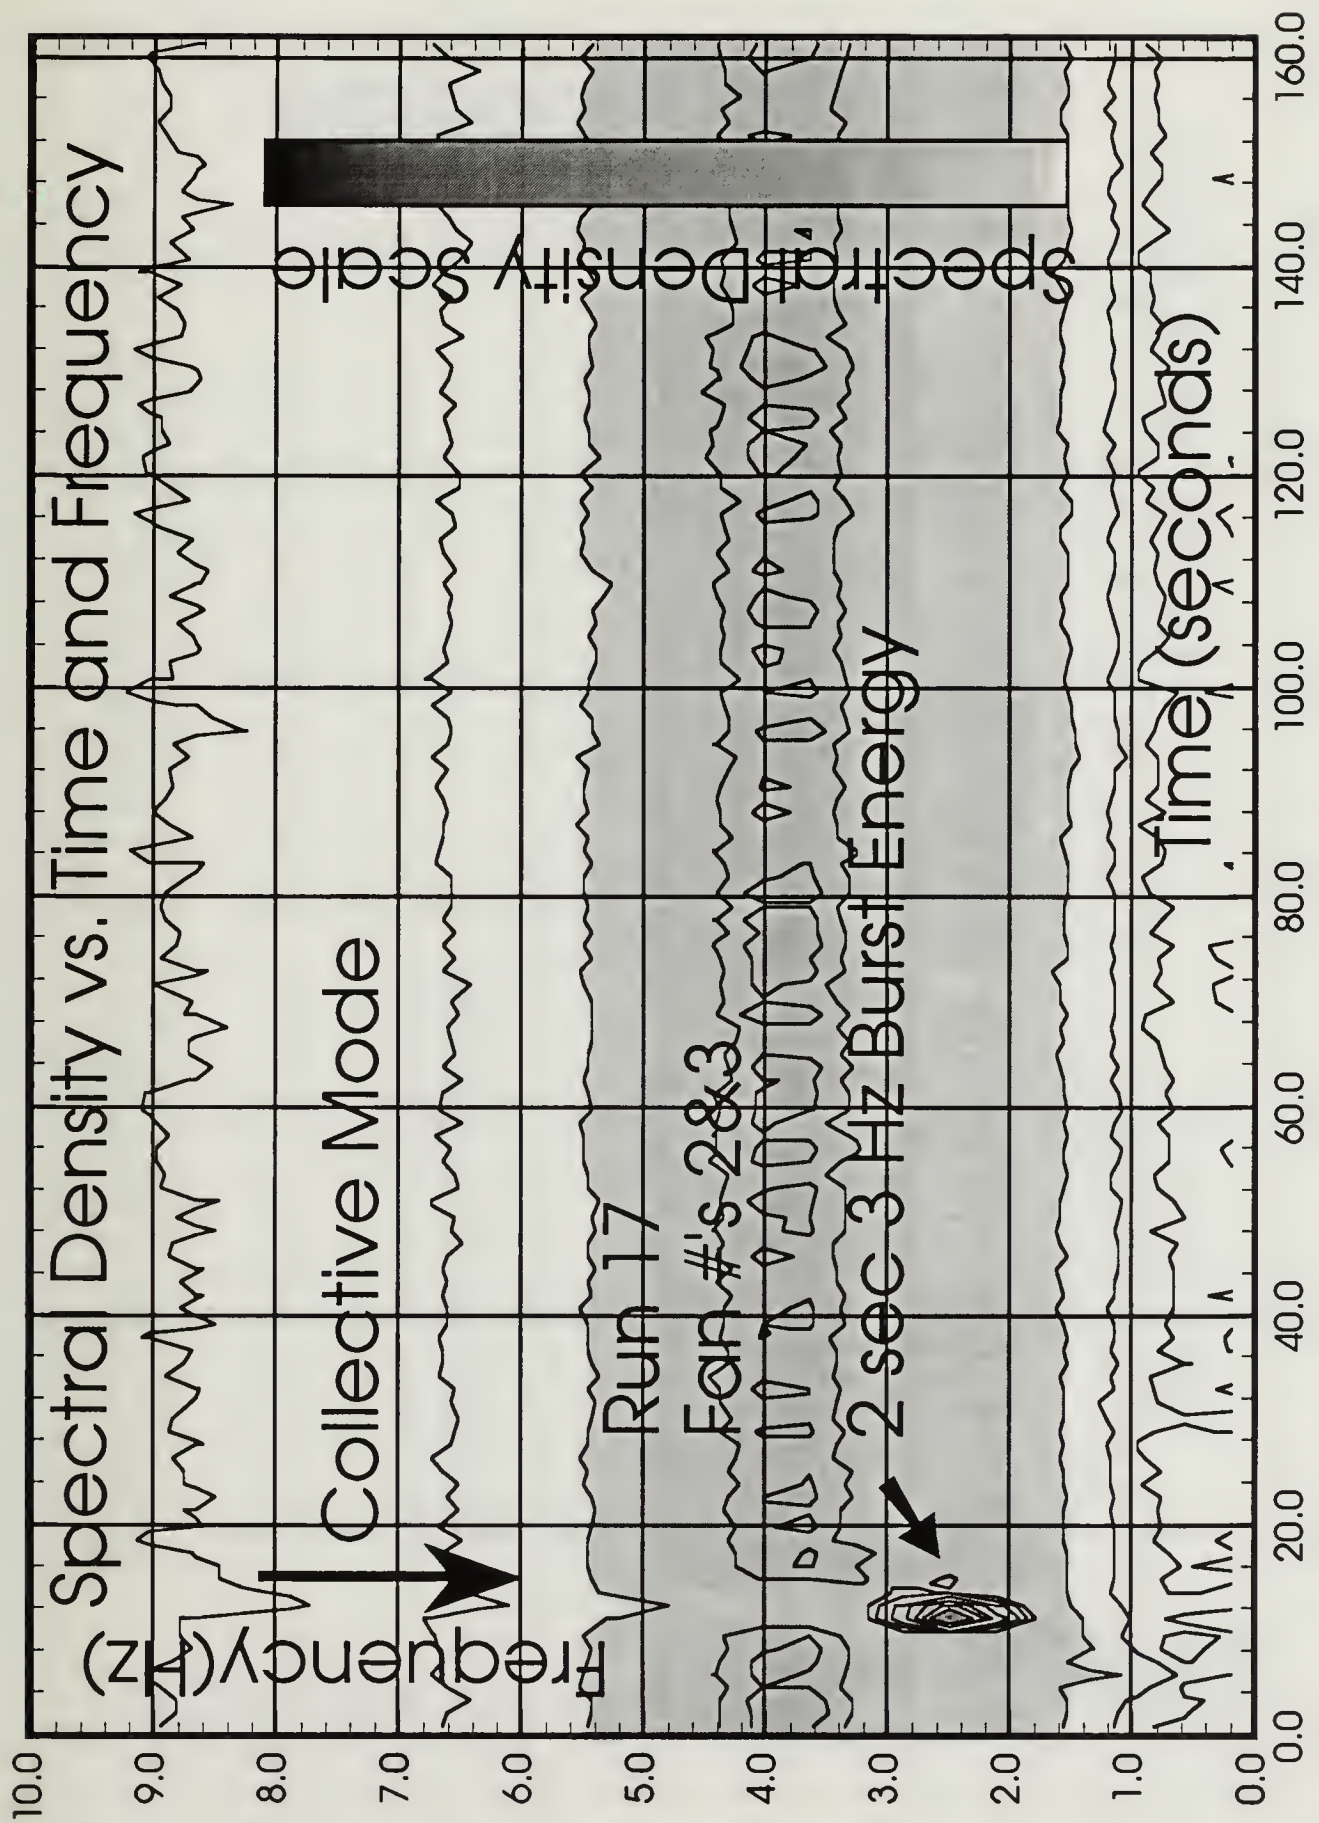 Spectral Density vs. Time and Frequency
Frequency(Hz)
Collective Mode
Run 17
Fan #'s 2&3
2 sec 3 Hz Burst Energy
Spectral Density Scale
Time (seconds)
10.0
9.0
8.0
7.0
6.0
5.0
4.0
3.0
2.0
1.0
0.0
0.0 20.0 40.0 60.0 80.0 100.0 120.0 140.0 160.0